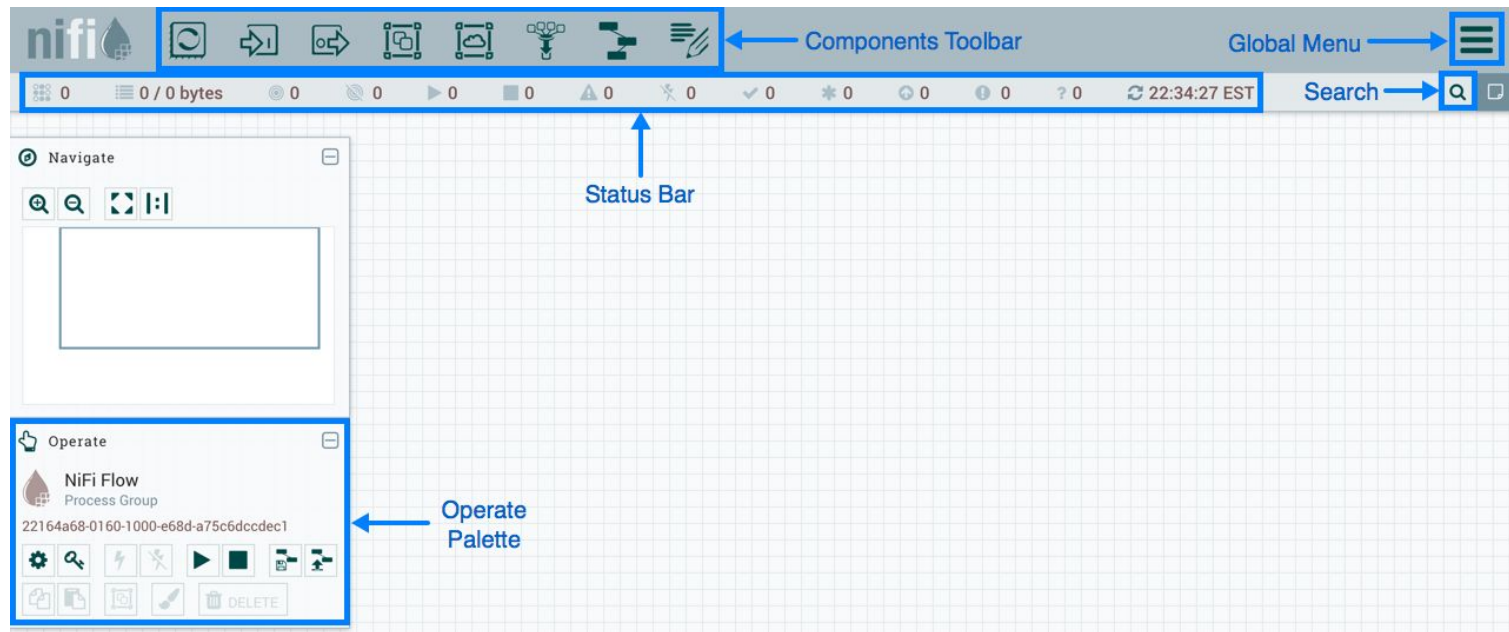 nifi
Components Toolbar
Global Menu
0 0 / 0 bytes 0 0 0 0 0 0 0 0 0 0 ? 0 22:34:27 EST
Search
Navigate
Status Bar
Operate
NiFi Flow
Process Group
22164a68-0160-1000-e68d-a75c6dccdec1
Operate
Palette
DELETE